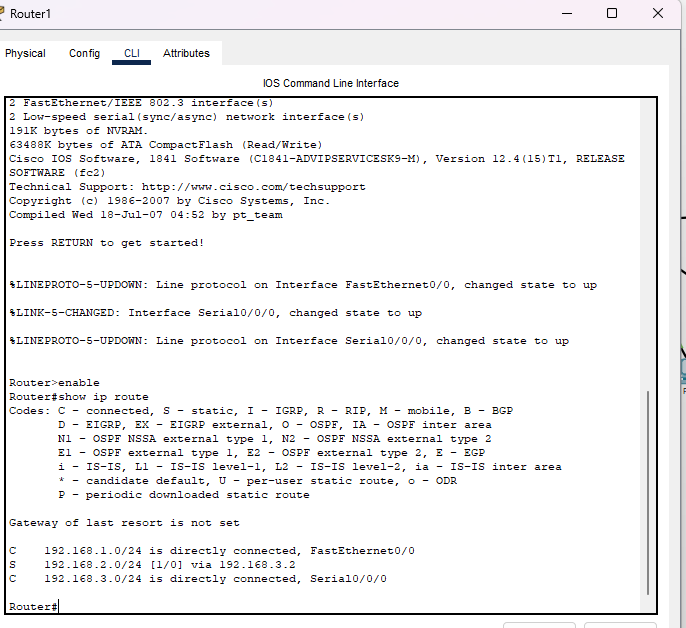 Router1
Physical Config CLI Attributes
IOS Command Line Interface
2 FastEthernet/IEEE 802.3 interface(s)
2 Low-speed serial(sync/async) network interface(s)
191K bytes of NVRAM.
63488K bytes of ATA CompactFlash (Read/Write)
Cisco IOS Software, 1841 Software (C1841-ADVIPSERVICESK9-M), Version 12.4(15)T1, RELEASE
SOFTWARE (fc2)
Technical Support: http://www.cisco.com/techsupport
Copyright (c) 1986-2007 by Cisco Systems, Inc.
Compiled Wed 18-Jul-07 04:52 by pt_team
Press RETURN to get started!
%LINEPROTO-5-UPDOWN: Line protocol on Interface FastEthernet0/0, changed state to up
%LINK-5-CHANGED: Interface Serial0/0/0, changed state to up
%LINEPROTO-5-UPDOWN: Line protocol on Interface Serial0/0/0, changed state to up
Router>enable
Router#show ip route
Codes: C - connected, S - static, I - IGRP, R - RIP, M - mobile, B - BGP
D - EIGRP, EX - EIGRP external, O - OSPF, IA - OSPF inter area
N1 - OSPF NSSA external type 1, N2 - OSPF NSSA external type 2
E1 - OSPF external type 1, E2 - OSPF external type 2, E - EGP
i - IS-IS, L1 - IS-IS level-1, L2 - IS-IS level-2, ia - IS-IS inter area
* - candidate default, U - per-user static route, o - ODR
P - periodic downloaded static route
Gateway of last resort is not set
C 192.168.1.0/24 is directly connected, FastEthernet0/0
S 192.168.2.0/24 [1/0] via 192.168.3.2
C 192.168.3.0/24 is directly connected, Serial0/0/0
Router#